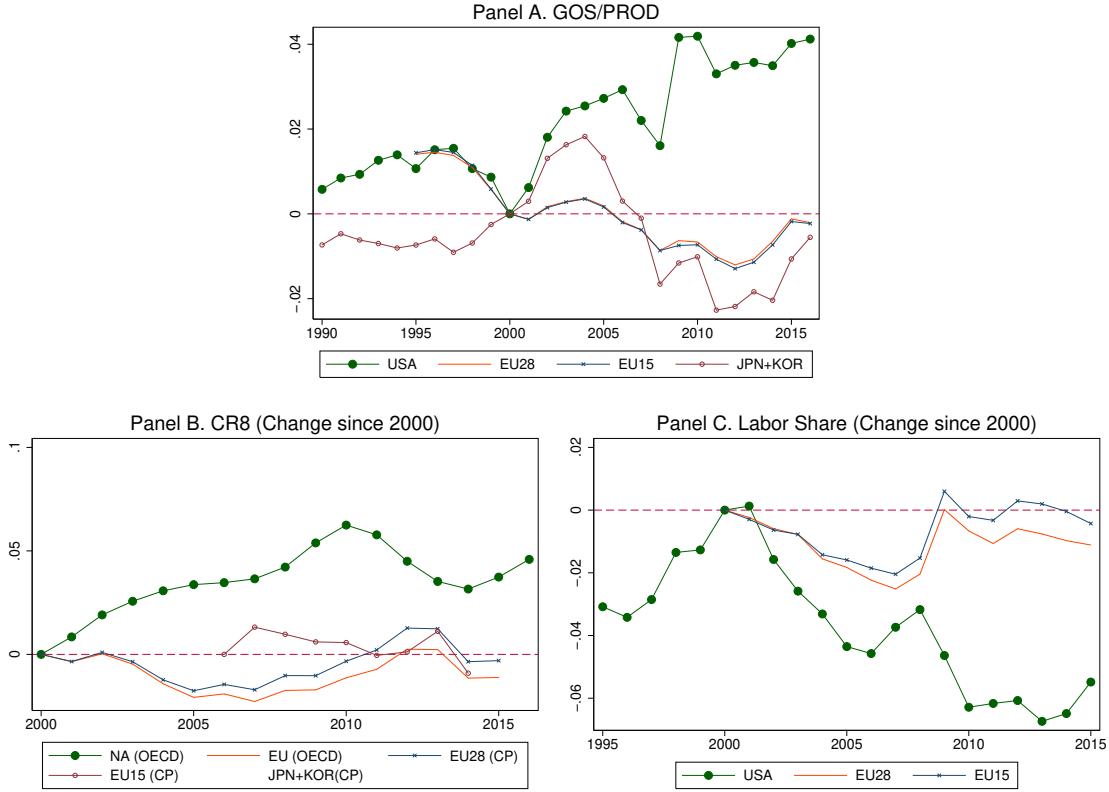 Panel A. GOS/PROD
.04
.02
0
-.02
1990 1995 2000 2005 2010 2015
USA EU28 EU15 JPN+KOR
Panel B. CR8 (Change since 2000)
.1
.05
0
2000 2005 2010 2015
NA (OECD) EU (OECD) EU28 (CP)
EU15 (CP) JPN+KOR(CP)
Panel C. Labor Share (Change since 2000)
.02
0
-.02
-.04
-.06
1995 2000 2005 2010 2015
USA EU28 EU15